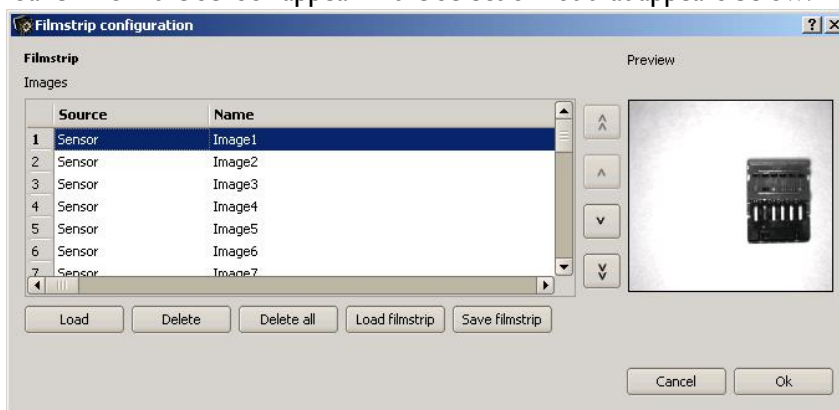 Filmstrip configuration
Filmstrip
Preview
Images
Source Name
1 Sensor Image1
2 Sensor Image2
3 Sensor Image3
4 Sensor Image4
5 Sensor Image5
6 Sensor Image6
7 Sensor Image7
Load Delete Delete all Load filmstrip Save filmstrip
Cancel Ok